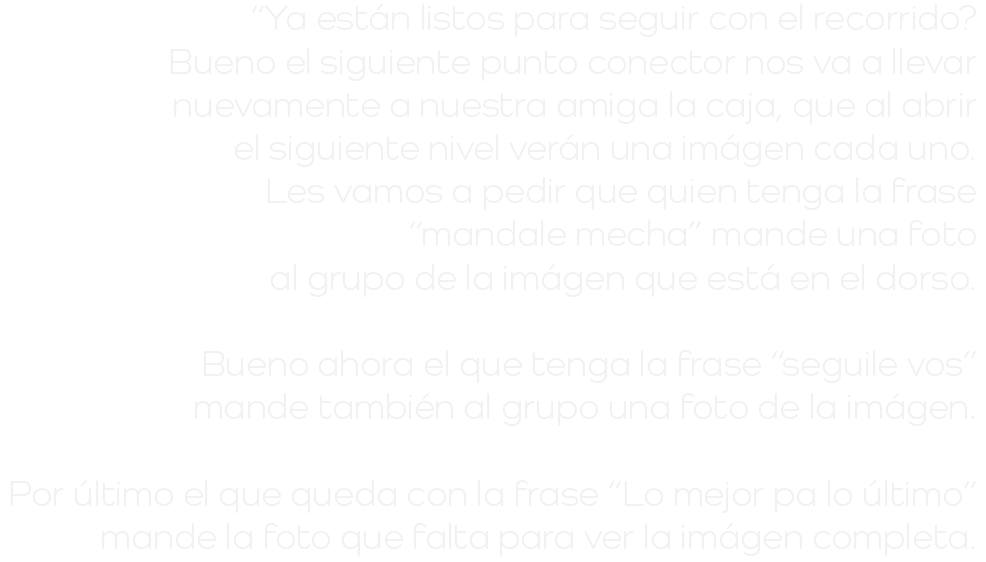 “Ya están listos para seguir con el recorrido?
Bueno el siguiente punto conector nos va a llevar
nuevamente a nuestra amiga la caja, que al abrir
el siguiente nivel verán una imágen cada uno.
Les vamos a pedir que quien tenga la frase
“mandale mecha” mande una foto
al grupo de la imágen que está en el dorso.
Bueno ahora el que tenga la frase “seguile vos”
mande también al grupo una foto de la imágen.
Por último el que queda con la frase “Lo mejor pa lo último”
mande la foto que falta para ver la imágen completa.